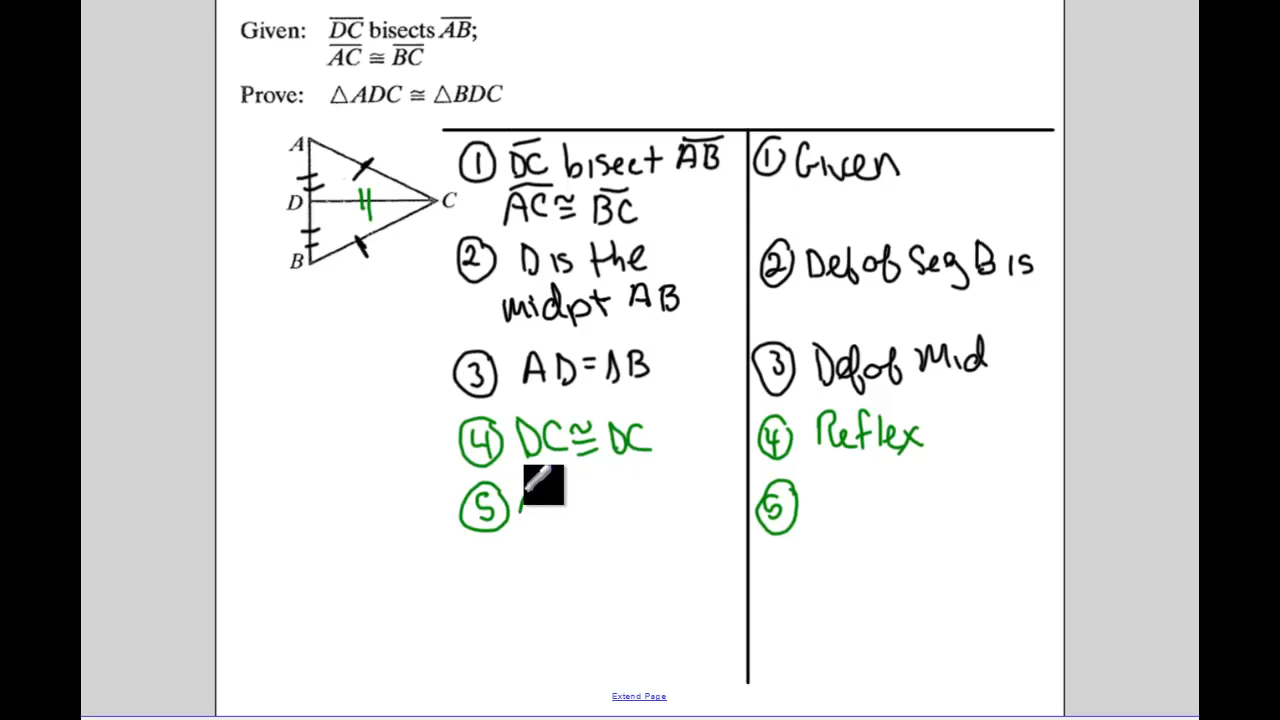 Given: DC bisects AB;
AC ≅ BC
Prove: △ADC ≅ △BDC
A
D
C
B
① DC bisect AB
AC ≅ BC
① Given
② D is the
midpt AB
② Def of Seg Bis
③ AD = DB
③ Def of Mid
④ DC ≅ DC
④ Reflex
⑤
⑤
Extend Page